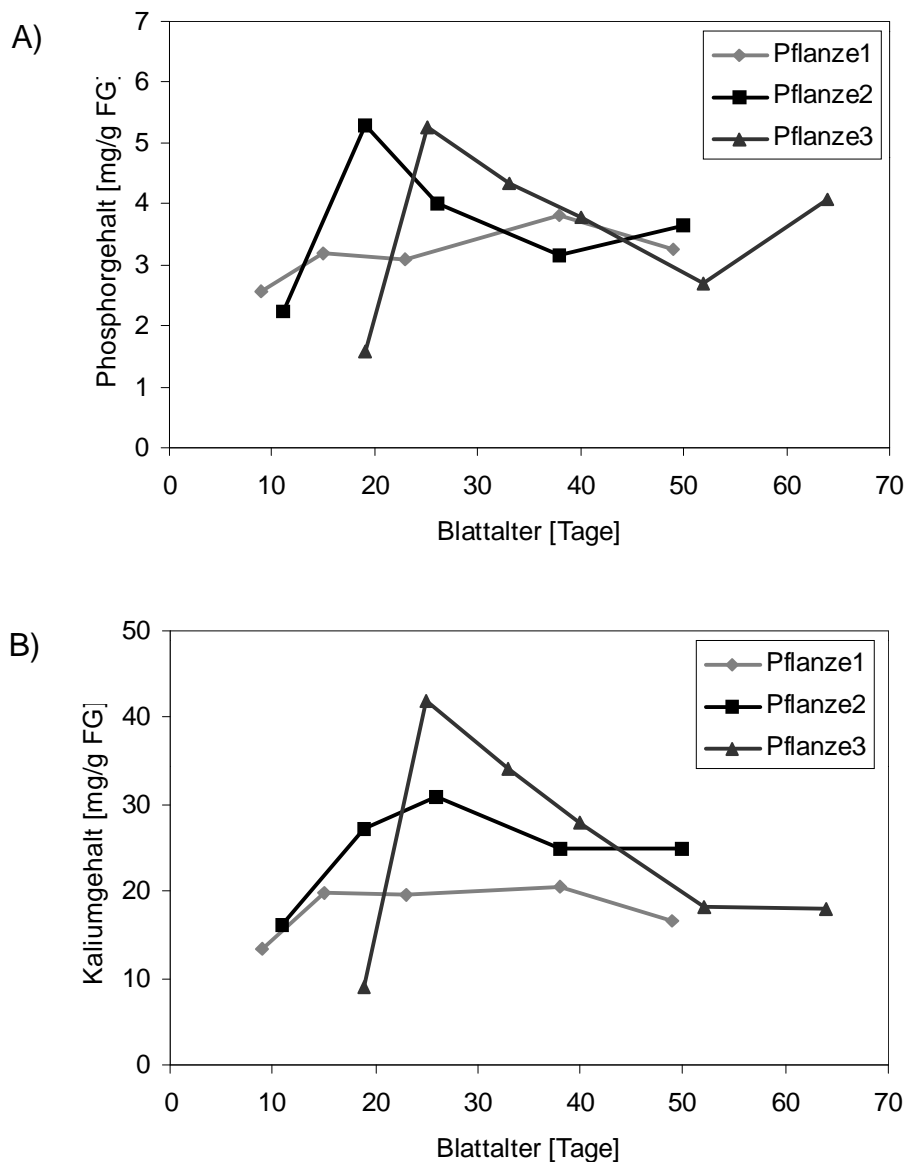 A)
Phosphorgehalt [mg/g FG]
7
6
5
4
3
2
1
0
0 10 20 30 40 50 60 70
Blattalter [Tage]
Pflanze1
Pflanze2
Pflanze3
B)
Kaliumgehalt [mg/g FG]
50
40
30
20
10
0
0 10 20 30 40 50 60 70
Blattalter [Tage]
Pflanze1
Pflanze2
Pflanze3